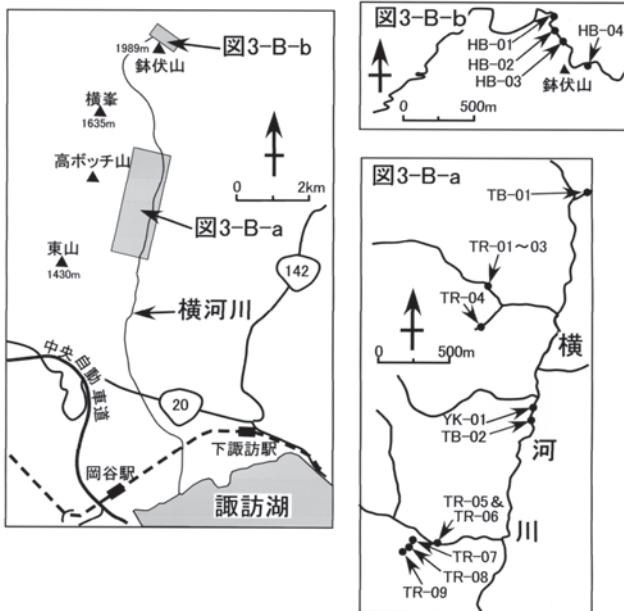 図3-B-b
1989m
鉢伏山
横峯
1635m
高ボッチ山
2km
図3-B-a
東山
1430m
142
横河川
中央自動車道
20
下諏訪駅
岡谷駅
諏訪湖
図3-B-b
HB-01
HB-04
HB-02
HB-03
鉢伏山
500m
図3-B-a
TB-01
TR-01～03
TR-04
横
500m
YK-01
TB-02
河
TR-05 &
TR-06
川
TR-07
TR-08
TR-09